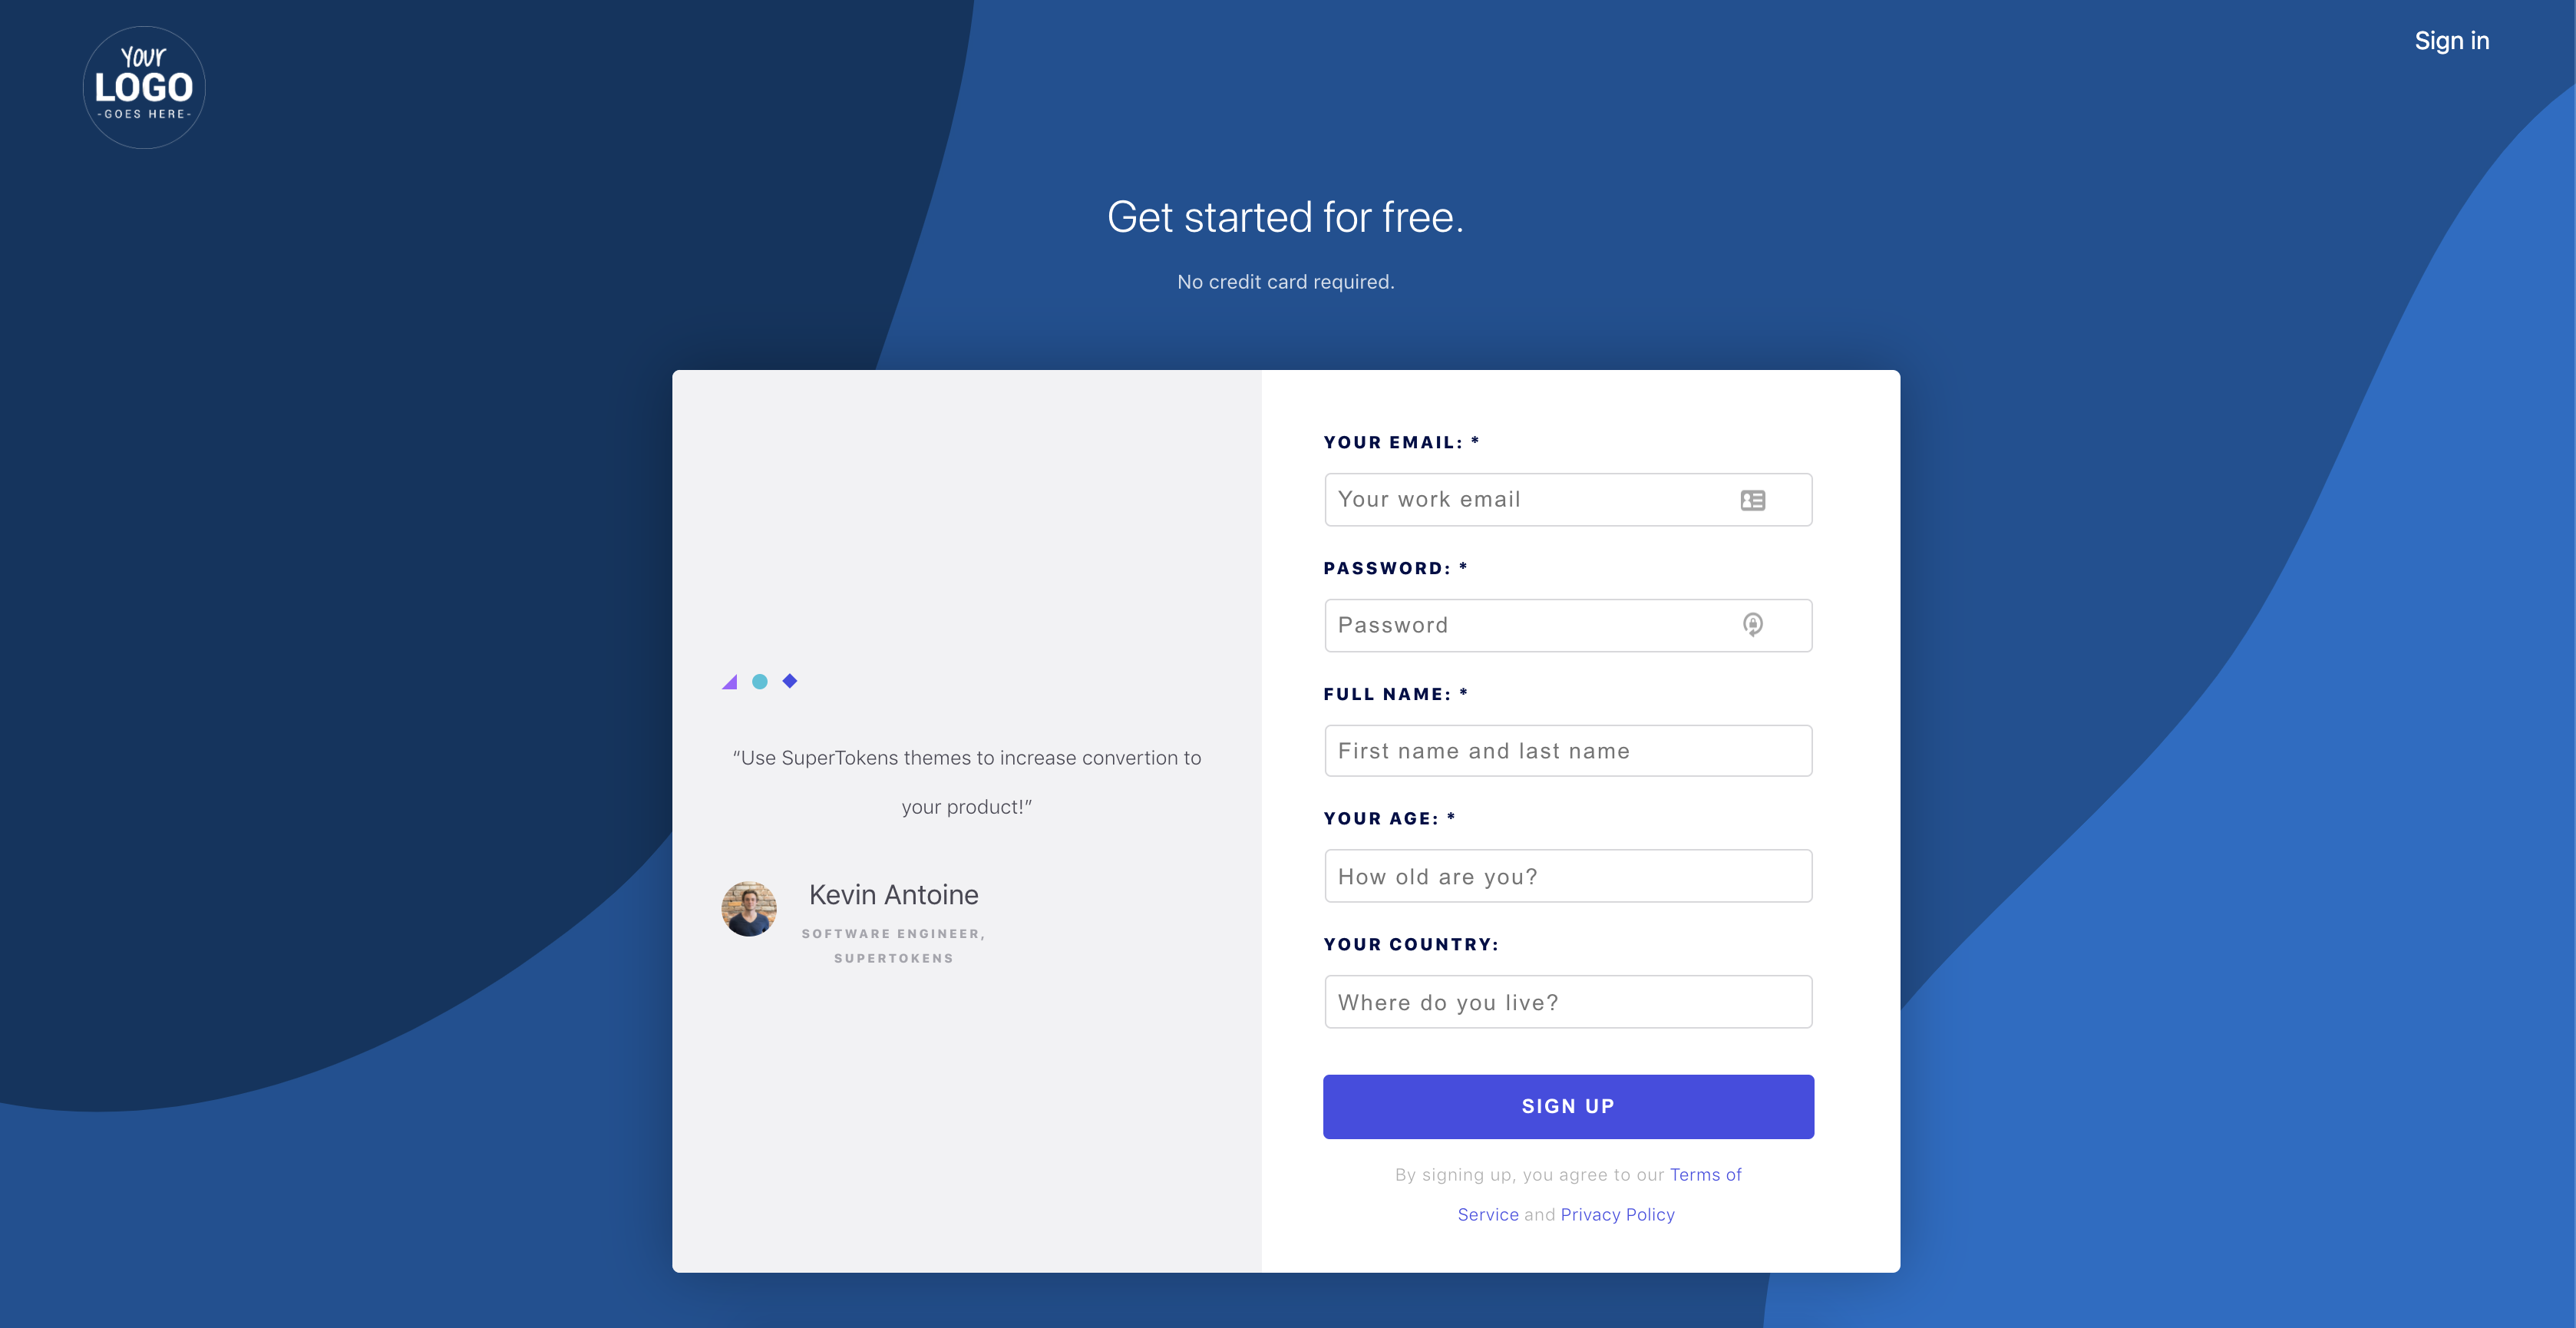 Your
LOGO
-GOES HERE-
Sign in
Get started for free.
No credit card required.
“Use SuperTokens themes to increase convertion to
your product!”
Kevin Antoine
SOFTWARE ENGINEER,
SUPERTOKENS
YOUR EMAIL: *
Your work email
PASSWORD: *
Password
FULL NAME: *
First name and last name
YOUR AGE: *
How old are you?
YOUR COUNTRY:
Where do you live?
SIGN UP
By signing up, you agree to our Terms of
Service and Privacy Policy